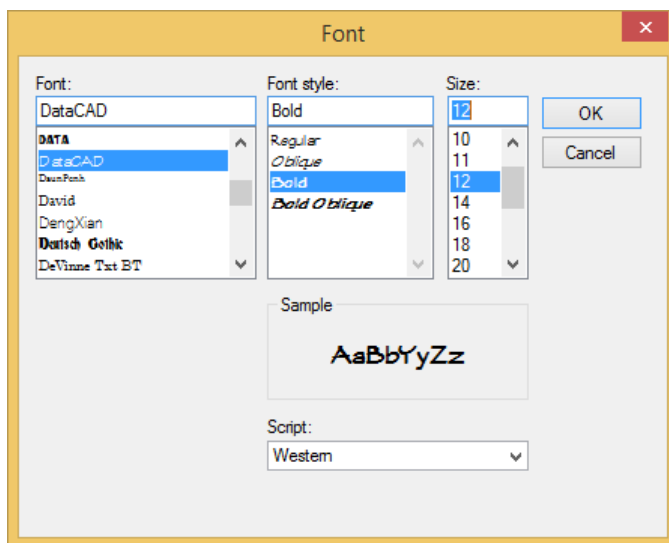 Font
Font: Font style: Size:
DataCAD Bold 12 OK
DATA Regular 10 Cancel
DataCAD Oblique 11
DaunPenh Bold 12
David Bold Oblique 14
DengXian 16
Deutsch Gothic 18
DeVinne Txt BT 20
Sample
AaBbYyZz
Script:
Western